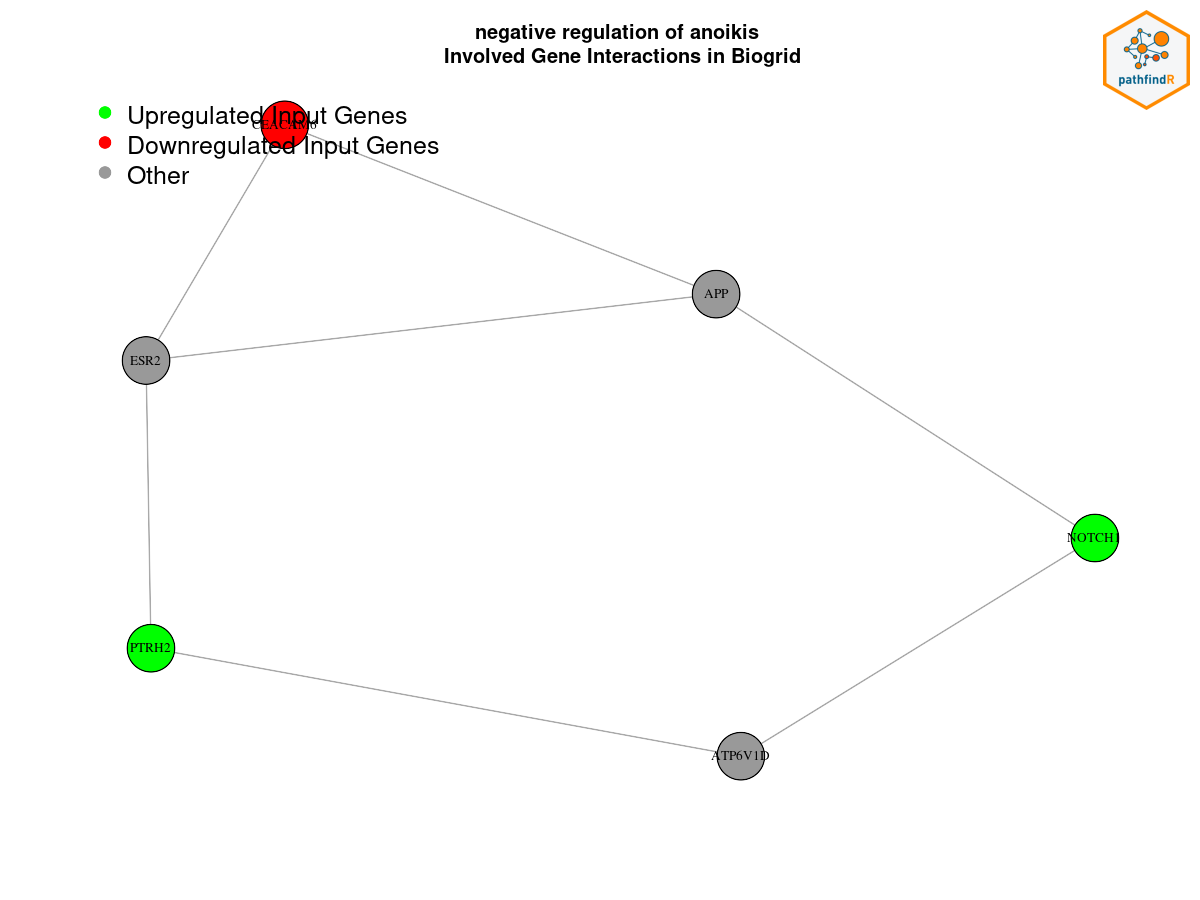 negative regulation of anoikis
Involved Gene Interactions in Biogrid
pathfindR
Upregulated Input Genes
CEACAM6
Downregulated Input Genes
Other
APP
ESR2
NOTCH1
PTRH2
ATP6V1D